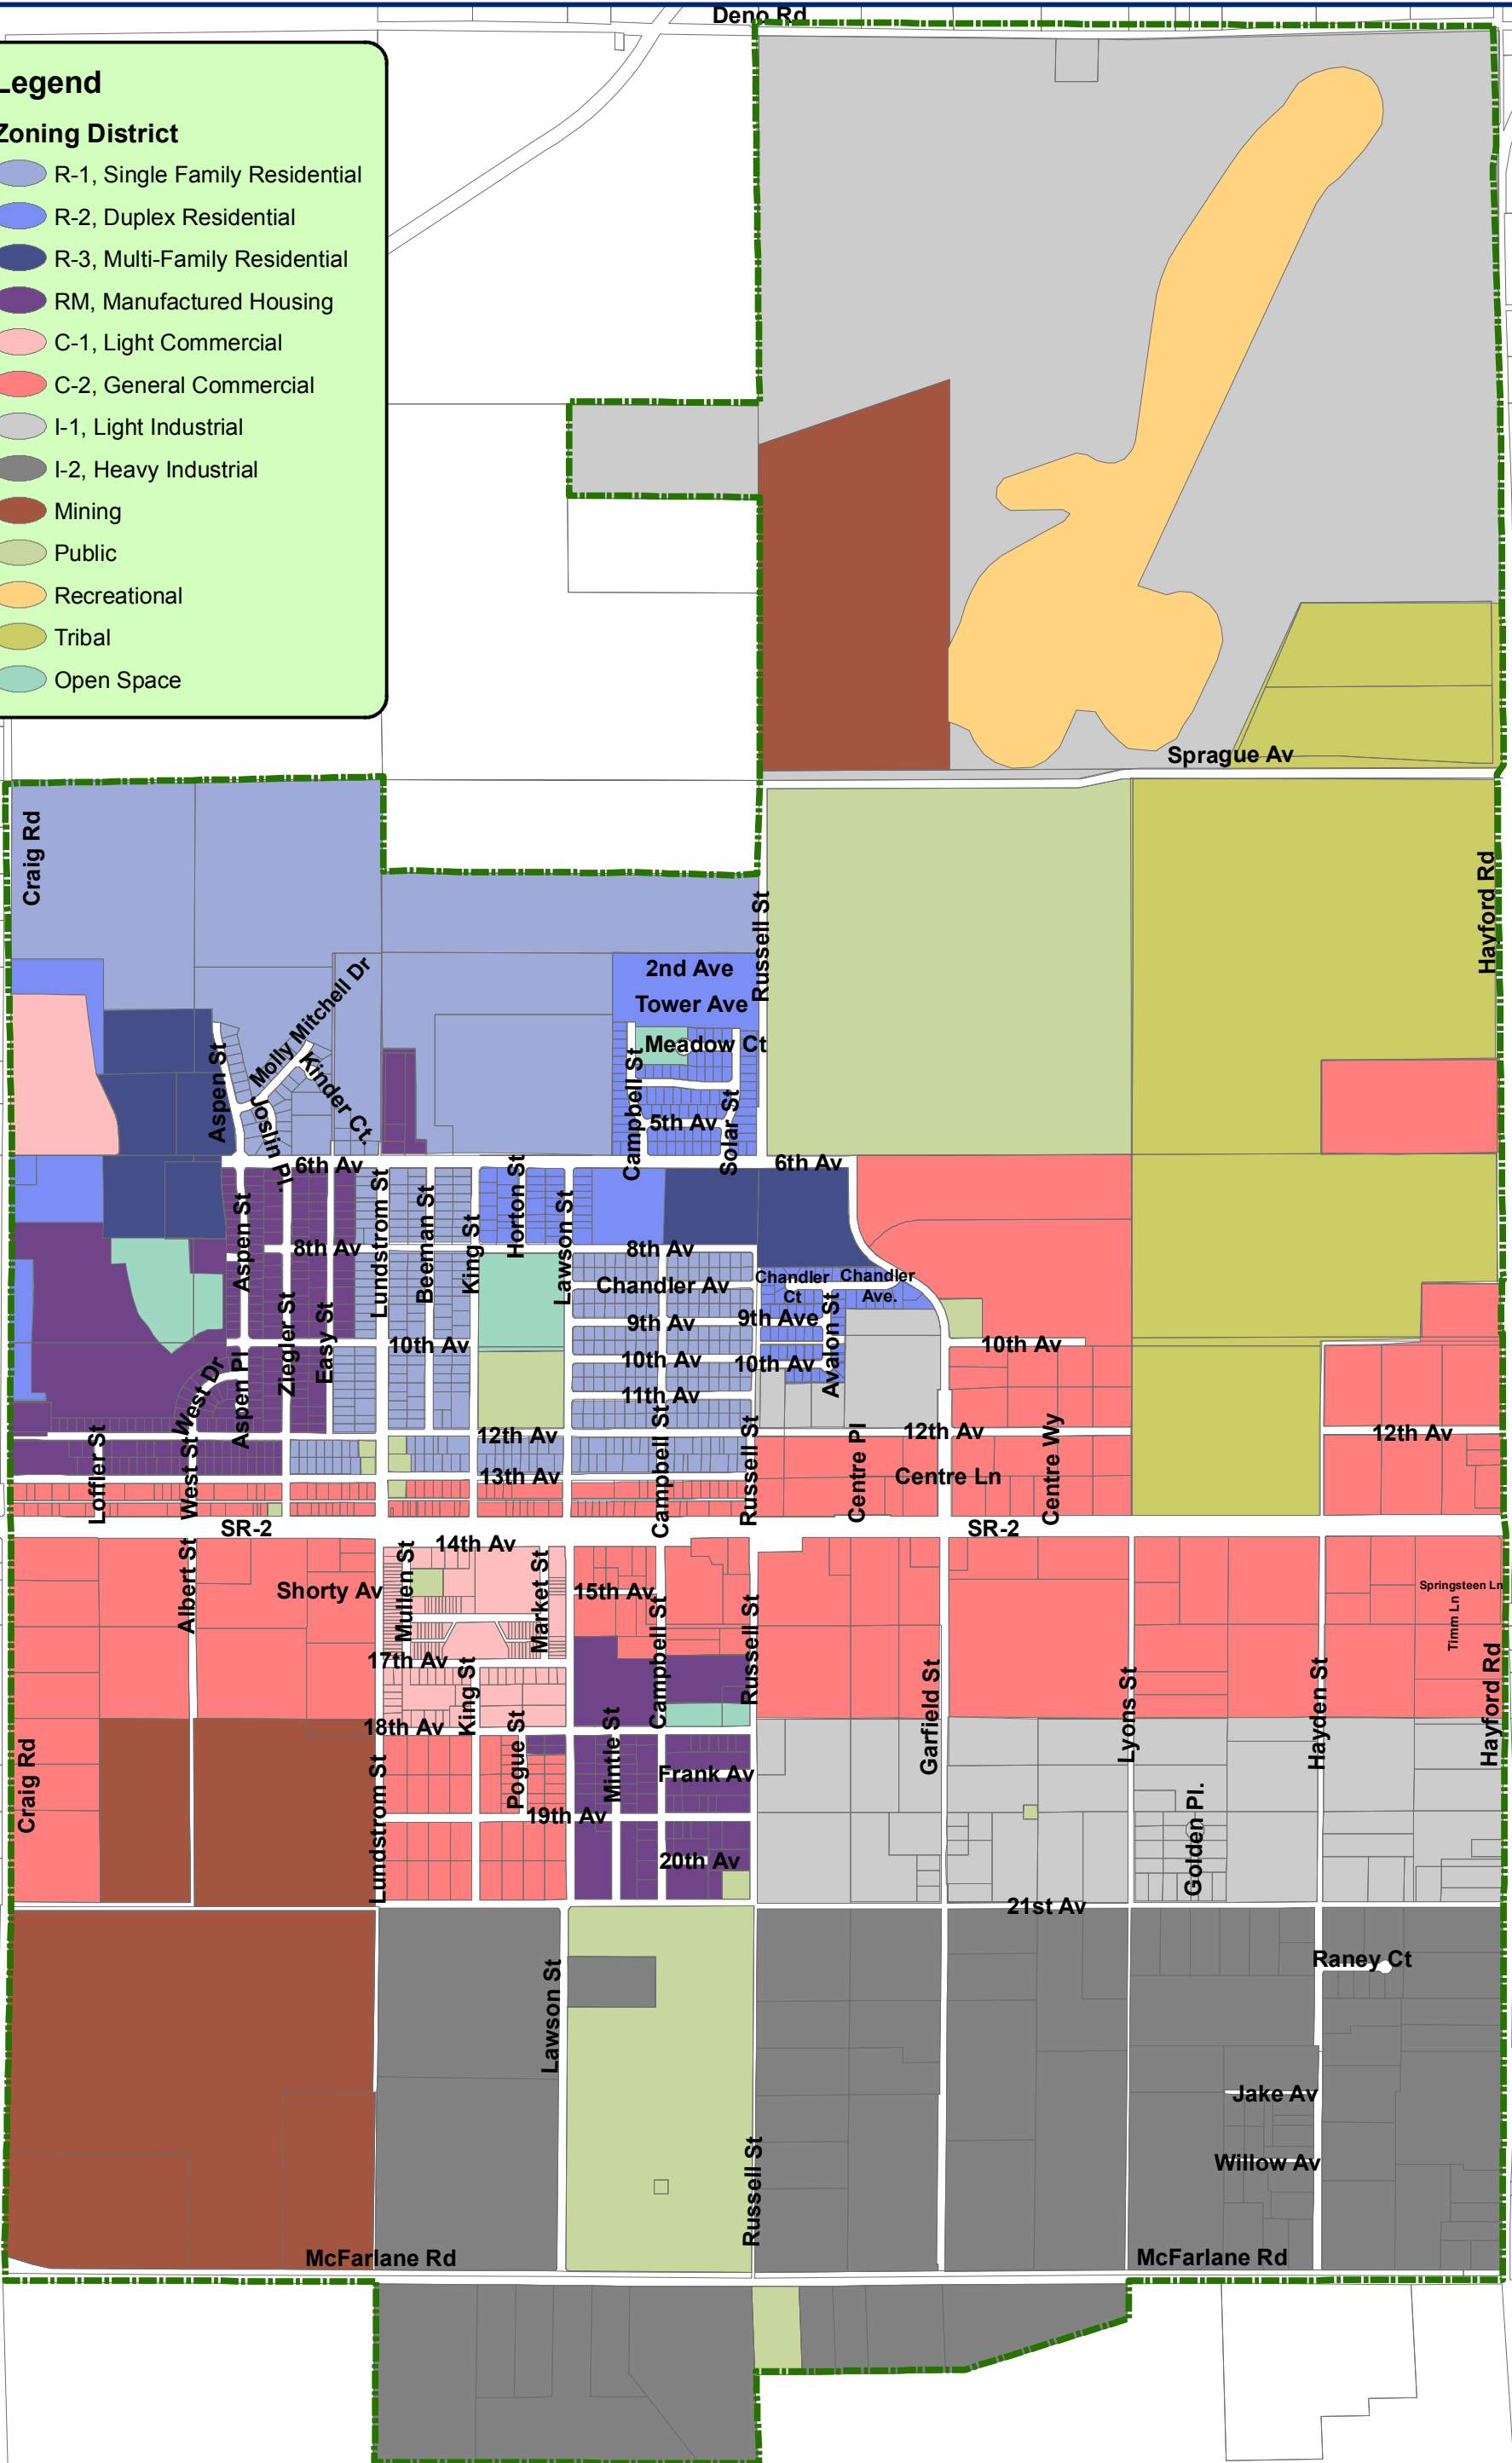 Deno Rd
Legend
Zoning District
R-1, Single Family Residential
R-2, Duplex Residential
R-3, Multi-Family Residential
RM, Manufactured Housing
C-1, Light Commercial
C-2, General Commercial
I-1, Light Industrial
I-2, Heavy Industrial
Mining
Public
Recreational
Tribal
Open Space
Sprague Av
Craig Rd
Hayford Rd
Russell St
2nd Ave
Tower Ave
Meadow Ct
Molly Mitchell Dr
Kinder Ct.
Aspen St
Joslin Pl.
Campbell St
5th Av
Solar St
6th Av
6th Av
Aspen St
Lundstrom St
Beeman St
King St
Horton St
Lawson St
8th Av
8th Av
Chandler Av
Chandler
Ct
Chandler
Ave.
Ziegler St
Easy St
9th Av
9th Ave
Avalon St
10th Av
10th Av
10th Av
10th Av
West Dr
Aspen Pl
11th Av
12th Av
12th Av
12th Av
Loffler St
West St
13th Av
Campbell St
Russell St
Centre Pl
Centre Ln
Centre Wy
SR-2
SR-2
14th Av
Albert St
Shorty Av
Mullen St
Market St
15th Av
Campbell St
Russell St
Springsteen Ln
Timm Ln
17th Av
King St
Garfield St
Lyons St
Hayden St
Hayford Rd
18th Av
Craig Rd
Lundstrom St
Pogue St
Mintle St
Frank Av
19th Av
20th Av
Golden Pl.
21st Av
Lawson St
Raney Ct
Jake Av
Willow Av
Russell St
McFarlane Rd
McFarlane Rd